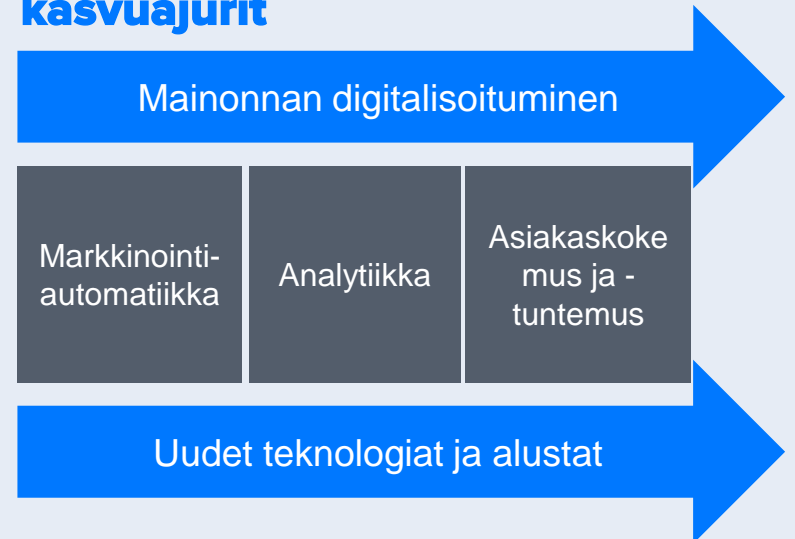 kasvuajurit
Mainonnan digitalisoituminen
Markkinointi-
automatiikka
Analytiikka
Asiakaskoke
mus ja -
tuntemus
Uudet teknologiat ja alustat